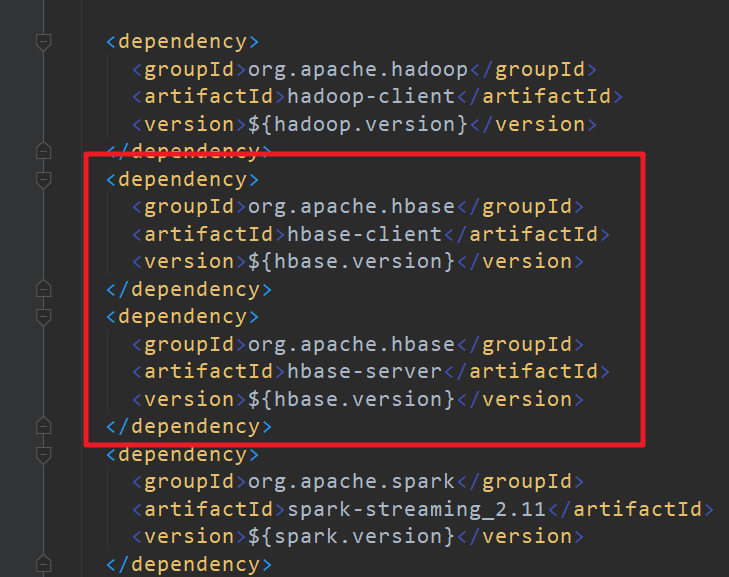 <dependency>
<groupId>org.apache.hadoop</groupId>
<artifactId>hadoop-client</artifactId>
<version>${hadoop.version}</version>
</dependency>
<dependency>
<groupId>org.apache.hbase</groupId>
<artifactId>hbase-client</artifactId>
<version>${hbase.version}</version>
</dependency>
<dependency>
<groupId>org.apache.hbase</groupId>
<artifactId>hbase-server</artifactId>
<version>${hbase.version}</version>
</dependency>
<dependency>
<groupId>org.apache.spark</groupId>
<artifactId>spark-streaming_2.11</artifactId>
<version>${spark.version}</version>
</dependency>